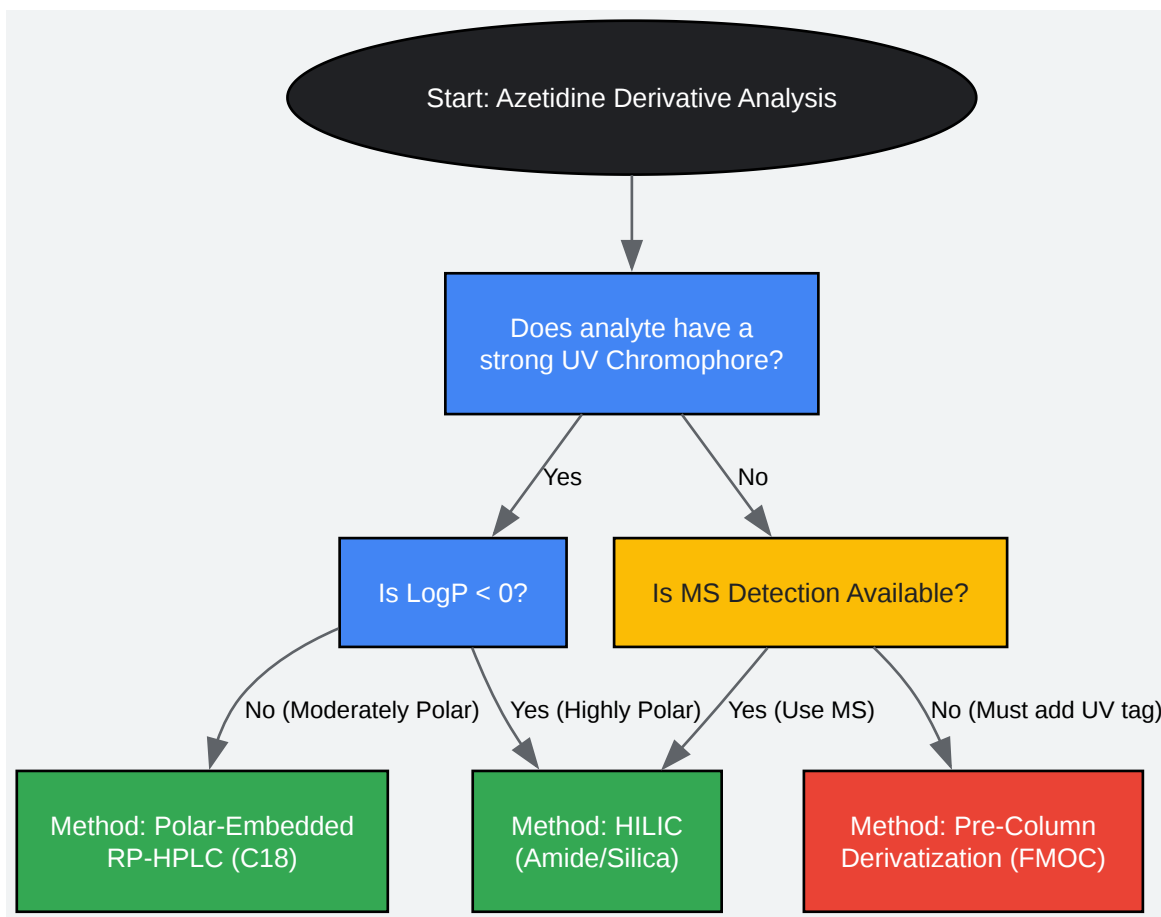 Start: Azetidine Derivative Analysis
Does analyte have a
strong UV Chromophore?
Yes
No
Is LogP < 0?
Is MS Detection Available?
No (Moderately Polar)
Yes (Highly Polar)
Yes (Use MS)
No (Must add UV tag)
Method: Polar-Embedded
RP-HPLC (C18)
Method: HILIC
(Amide/Silica)
Method: Pre-Column
Derivatization (FMOC)